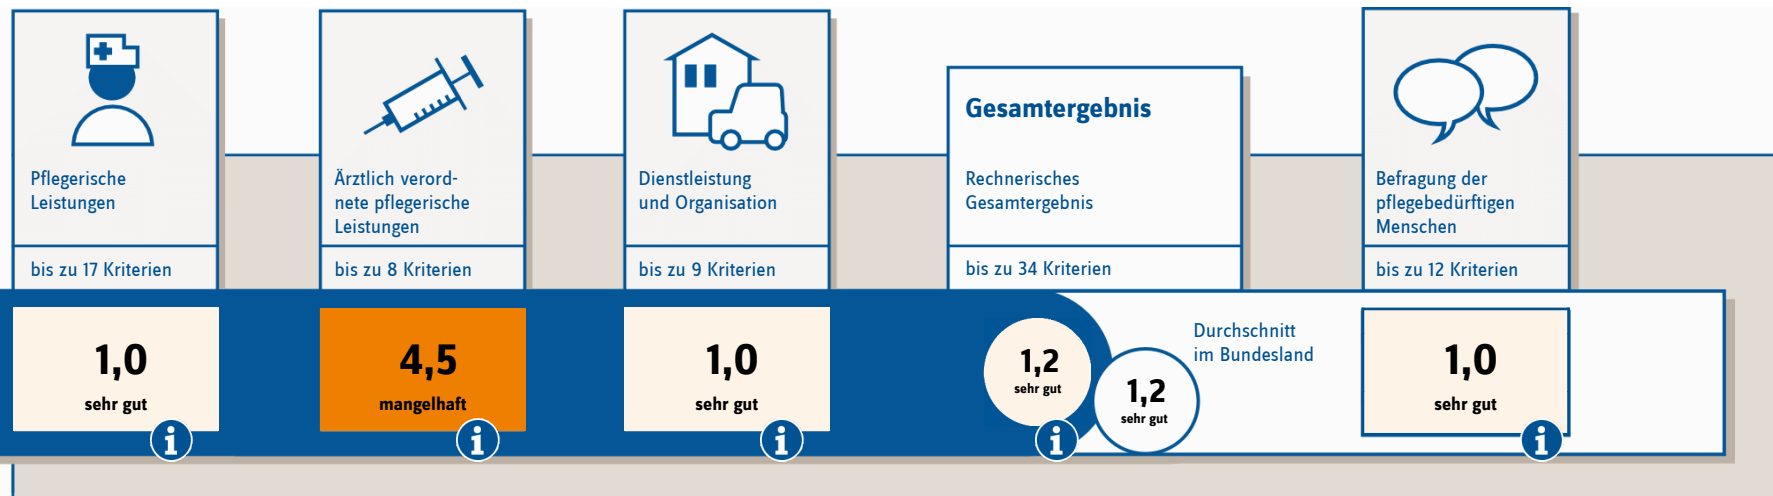 Pflegerische
Leistungen
bis zu 17 Kriterien
1,0
sehr gut
i
Ärztlich verord-
nete pflegerische
Leistungen
bis zu 8 Kriterien
4,5
mangelhaft
i
Dienstleistung
und Organisation
bis zu 9 Kriterien
1,0
sehr gut
i
Gesamtergebnis
Rechnerisches
Gesamtergebnis
bis zu 34 Kriterien
1,2
sehr gut
i
1,2
sehr gut
Durchschnitt
im Bundesland
Befragung der
pflegebedürftigen
Menschen
bis zu 12 Kriterien
1,0
sehr gut
i